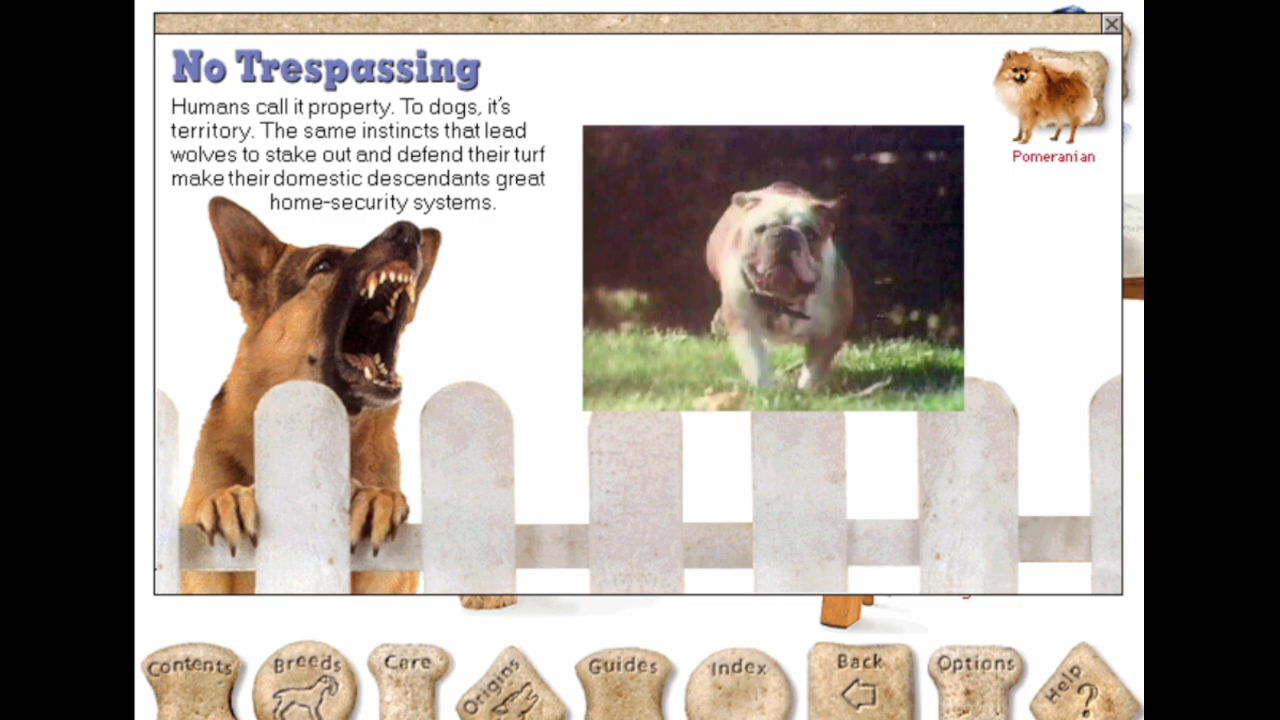 No Trespassing
Humans call it property. To dogs, it's
territory. The same instincts that lead
wolves to stake out and defend their turf
make their domestic descendants great
home-security systems.
Pomeranian
Contents
Breeds
Care
Origins
Guides
Index
Back
Options
Help
?